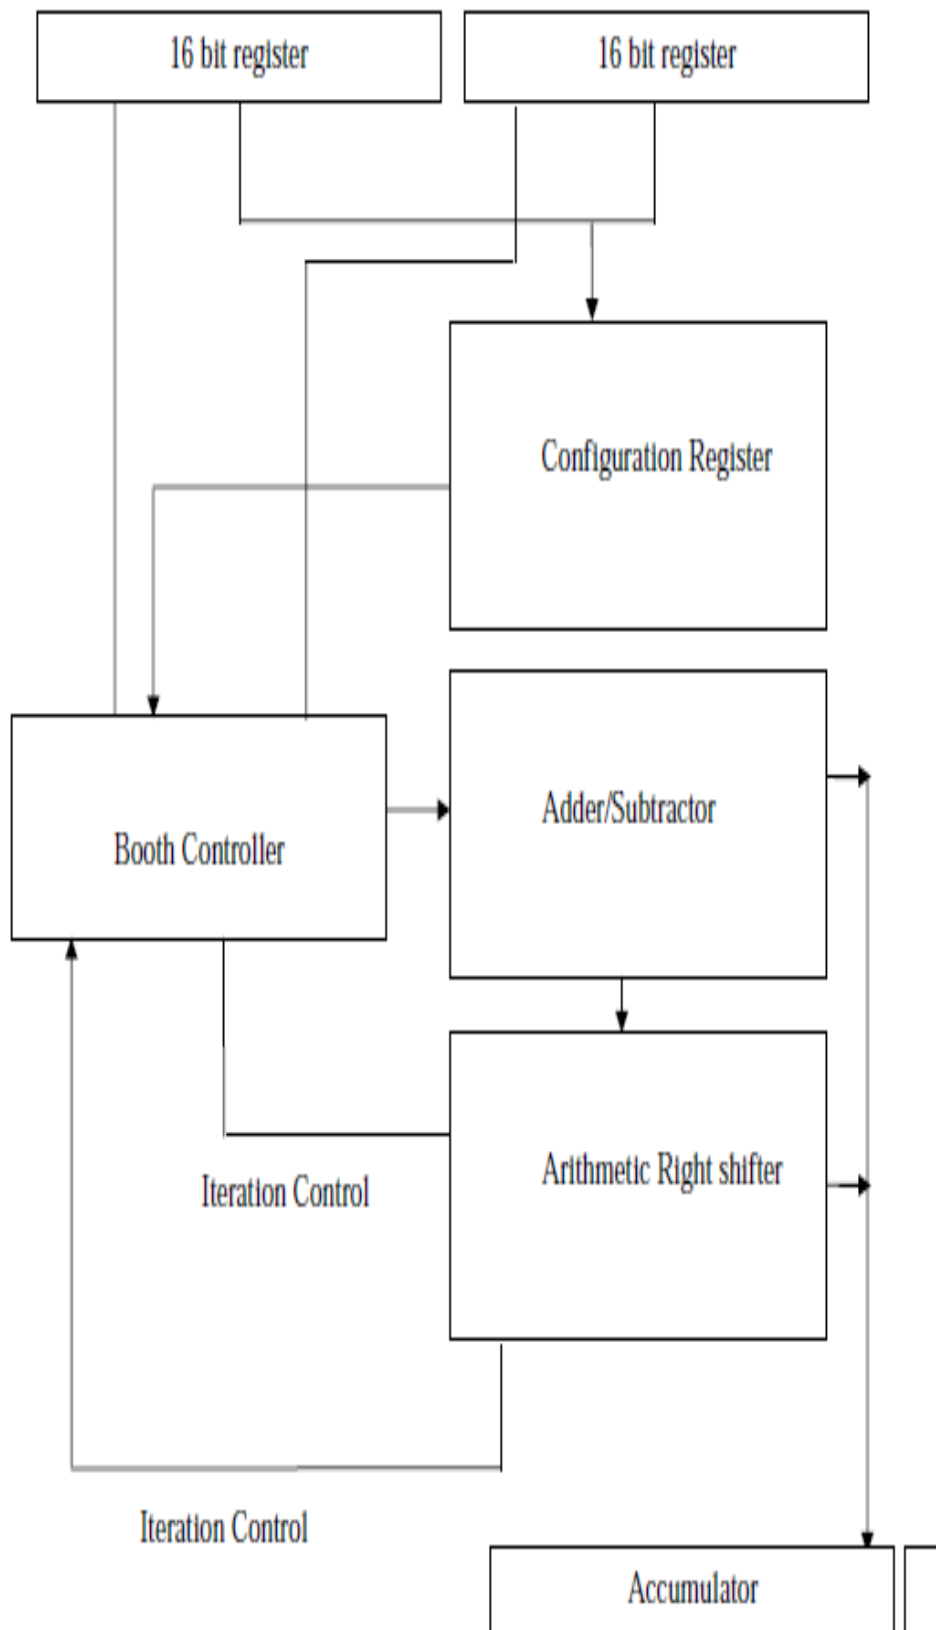 16 bit register
16 bit register
Configuration Register
Adder/Subtractor
Booth Controller
Arithmetic Right shifter
Iteration Control
Iteration Control
Accumulator